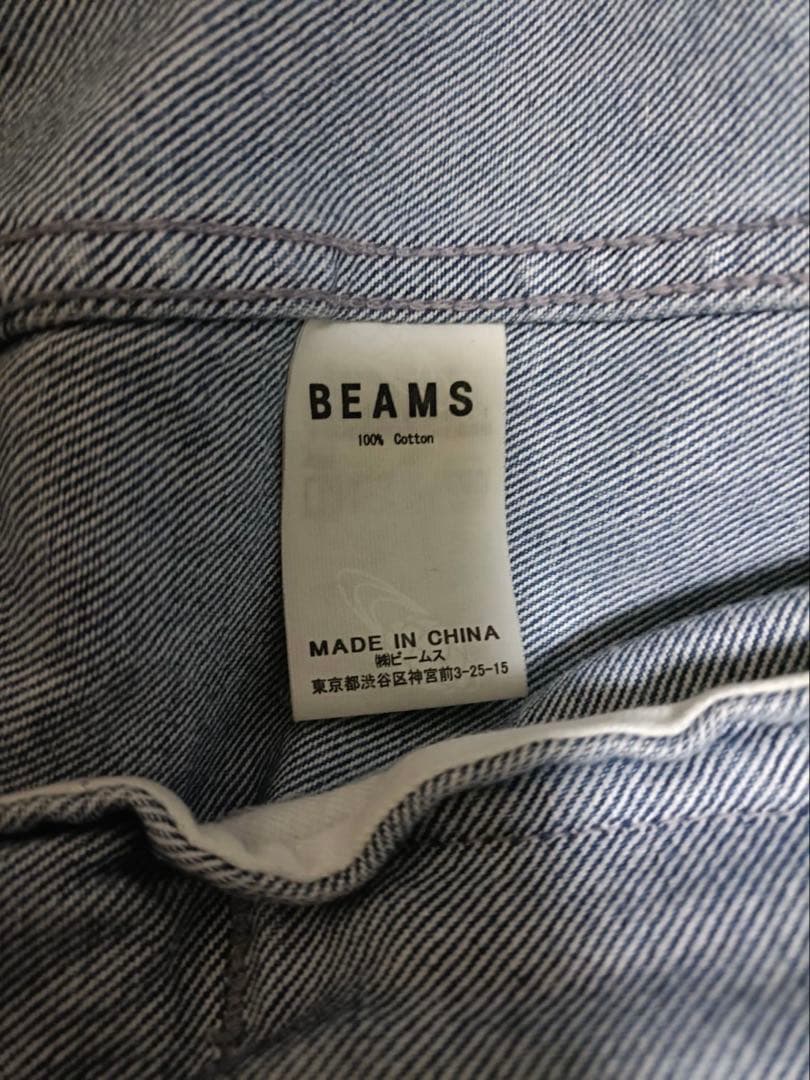 BEAMS
100% Cotton
MADE IN CHINA
㈱ビームス
東京都渋谷区神宮前3-25-15